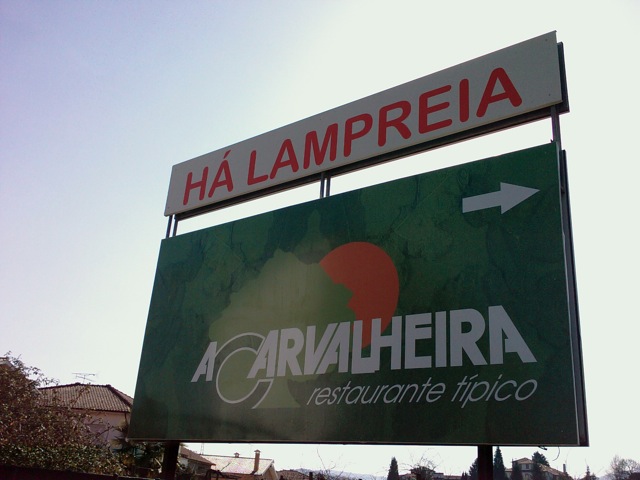 HÁ LAMPREIA
A CARVALHEIRA
restaurante típico